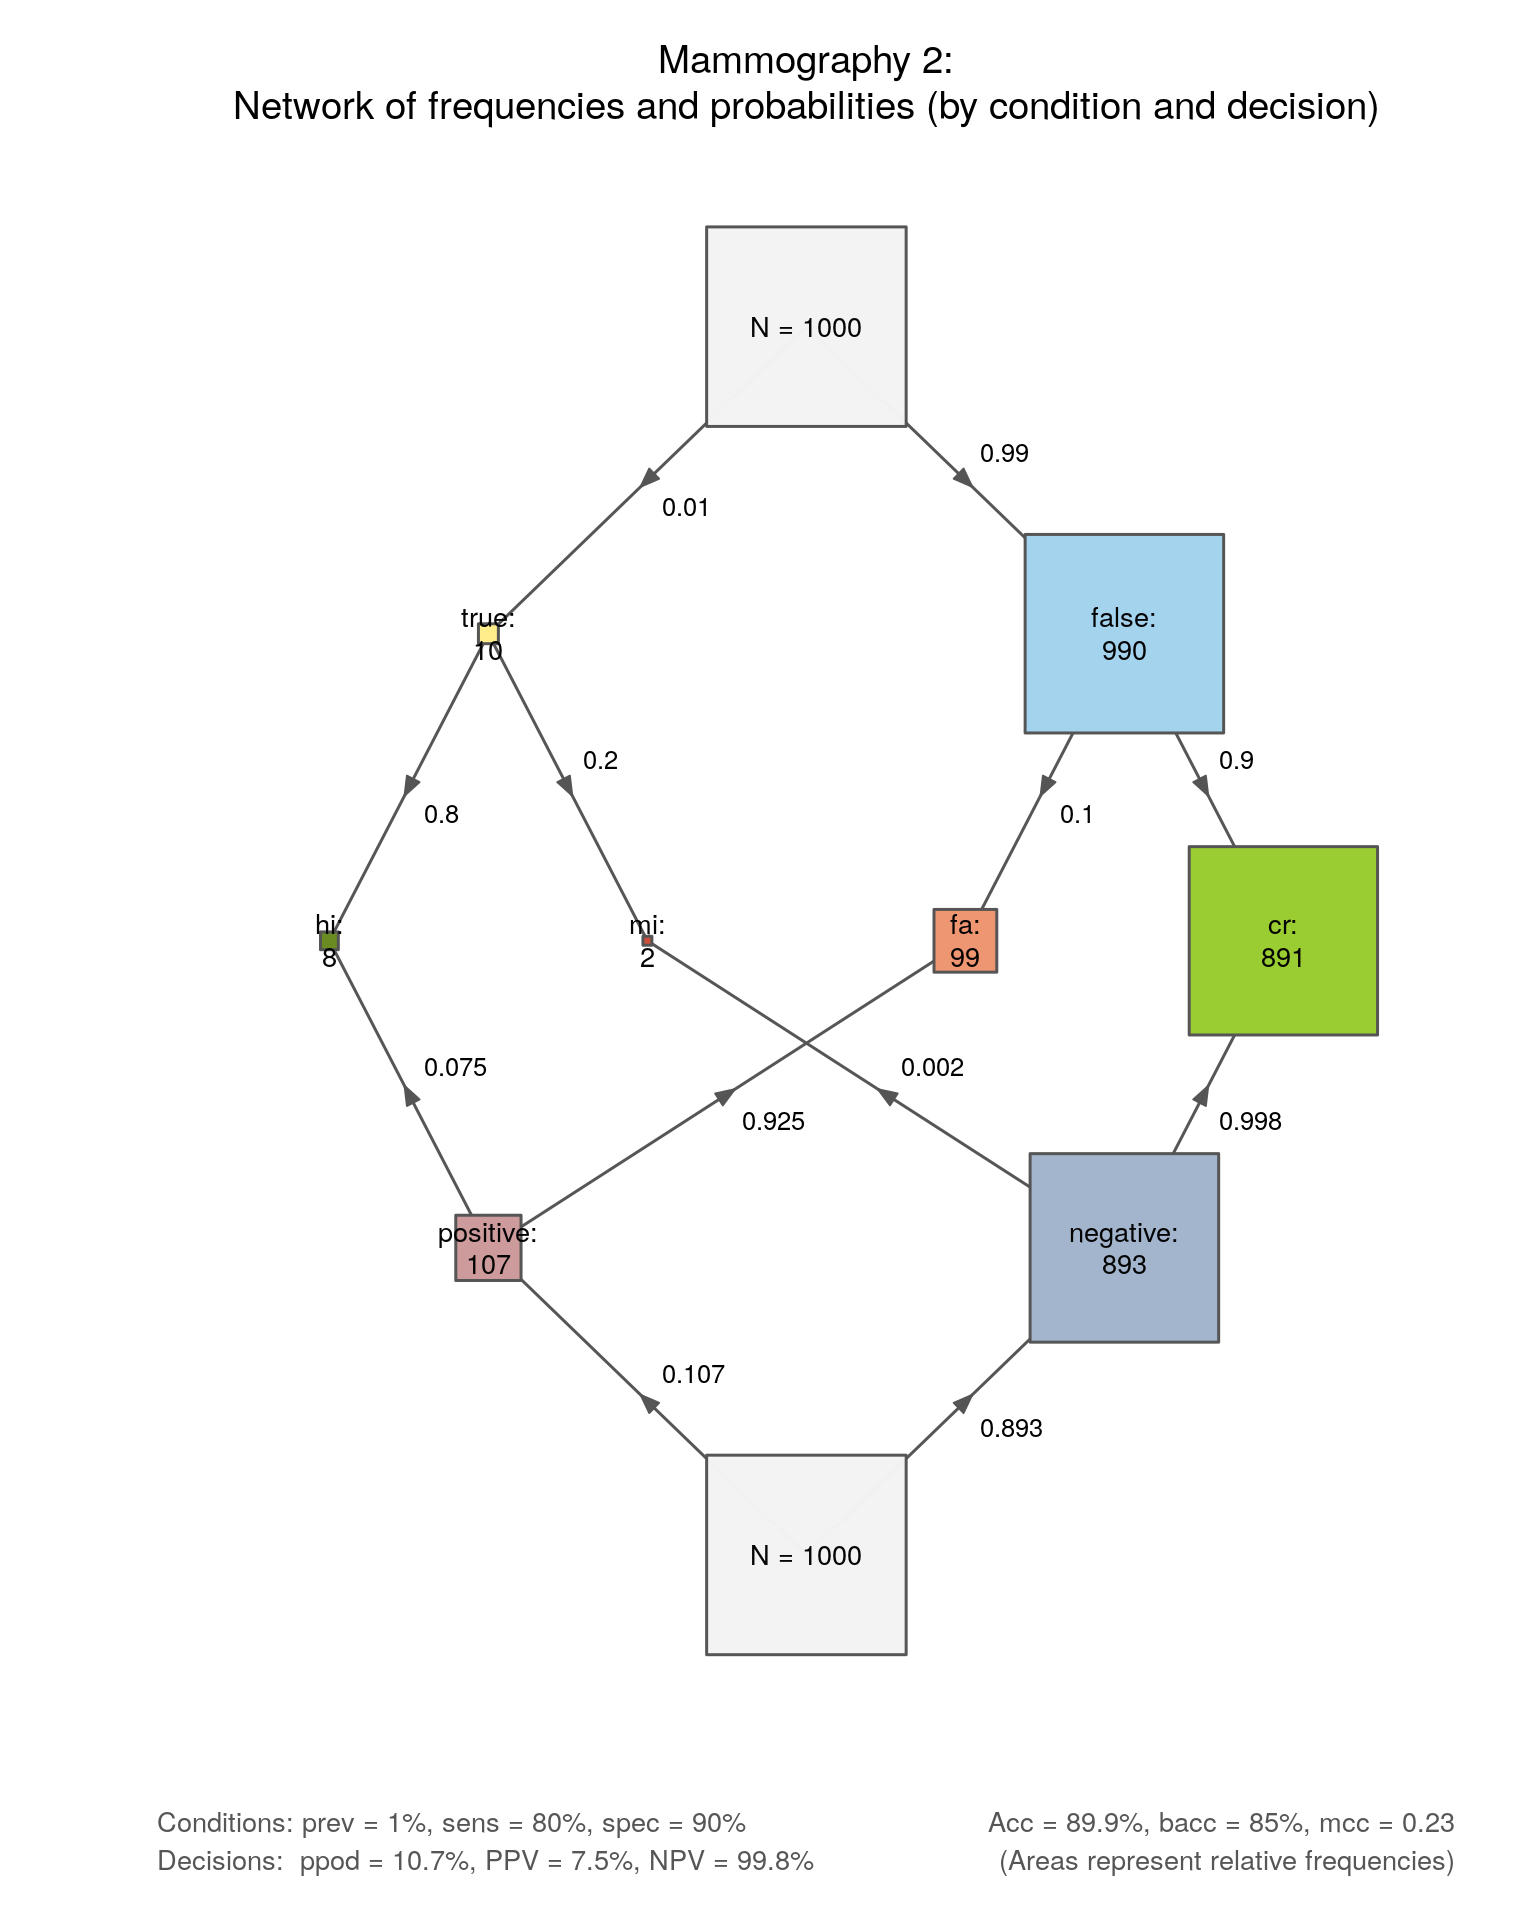 Mammography 2:
Network of frequencies and probabilities (by condition and decision)
N = 1000
0.99
0.01
true:
10
false:
990
0.2
0.9
0.8
0.1
hi:
8
mi:
2
fa:
99
cr:
891
0.075
0.002
0.925
0.998
positive:
107
negative:
893
0.107
0.893
N = 1000
Conditions: prev = 1%, sens = 80%, spec = 90%
Acc = 89.9%, bacc = 85%, mcc = 0.23
Decisions:  ppod = 10.7%, PPV = 7.5%, NPV = 99.8%
(Areas represent relative frequencies)